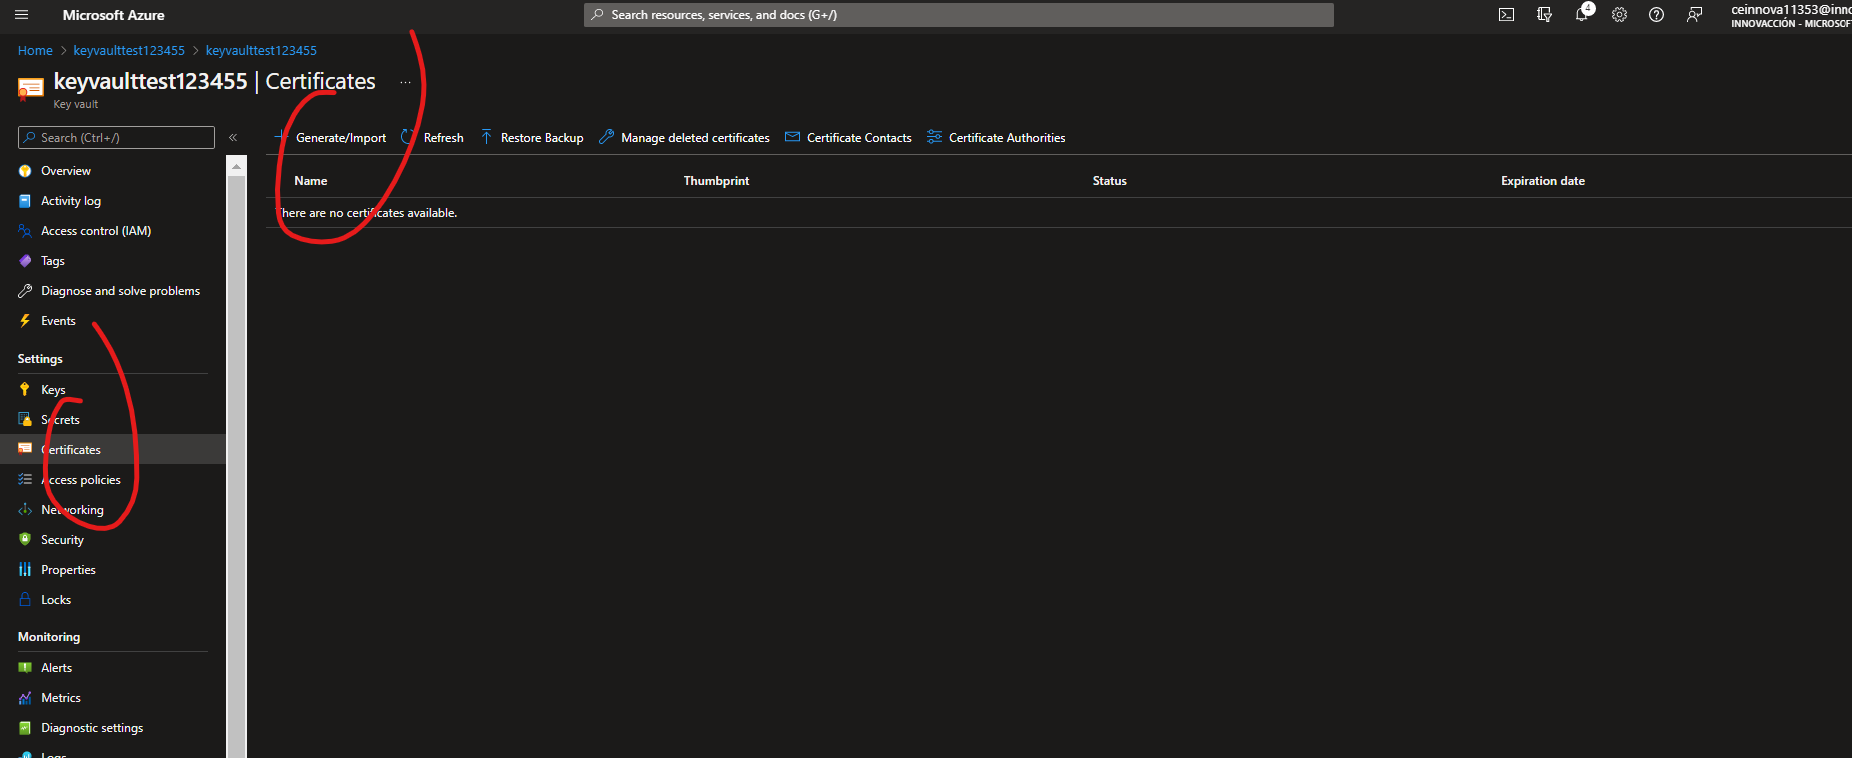 Microsoft Azure
Search resources, services, and docs (G+/)
4
ceinnova11353@inno
INNOVACCIÓN - MICROSOF
Home > keyvaulttest123455 > keyvaulttest123455
keyvaulttest123455 | Certificates ...
Key vault
Search (Ctrl+/)
Generate/Import Refresh Restore Backup Manage deleted certificates Certificate Contacts Certificate Authorities
Name Thumbprint Status Expiration date
There are no certificates available.
Overview
Activity log
Access control (IAM)
Tags
Diagnose and solve problems
Events
Settings
Keys
Secrets
Certificates
Access policies
Networking
Security
Properties
Locks
Monitoring
Alerts
Metrics
Diagnostic settings
Logs